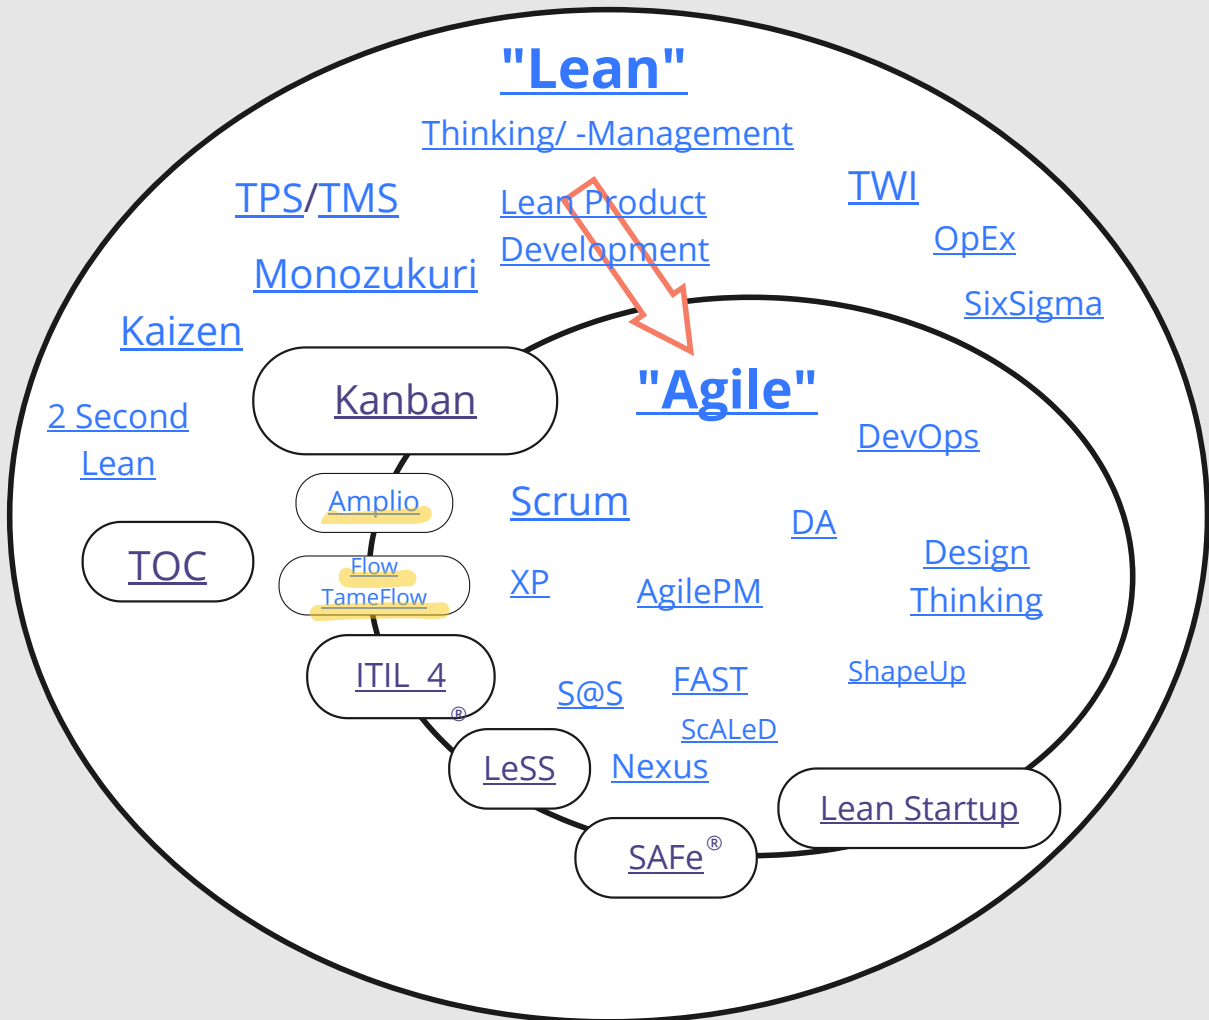 "Lean"
Thinking/ -Management
TPS/TMS
Lean Product
Development
TWI
OpEx
Monozukuri
SixSigma
Kaizen
Kanban
"Agile"
2 Second
Lean
DevOps
Amplio
Scrum
DA
TOC
Flow
TameFlow
XP
AgilePM
Design
Thinking
ITIL 4
®
S@S
FAST
ShapeUp
ScALeD
LeSS
Nexus
Lean Startup
SAFe®